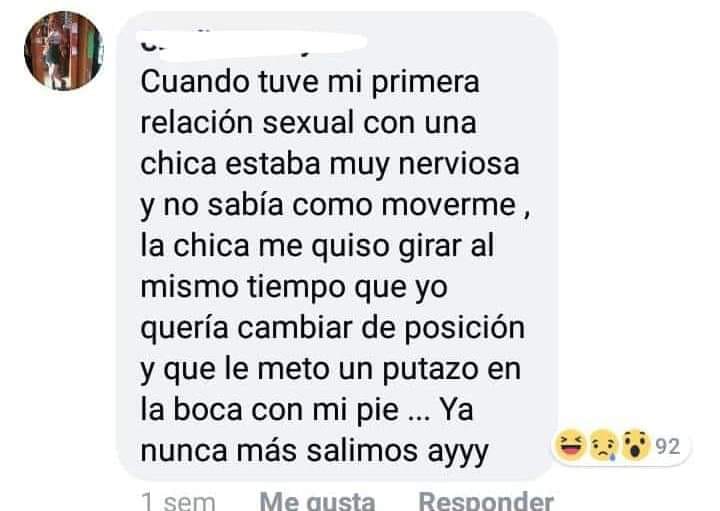 Cuando tuve mi primera
relación sexual con una
chica estaba muy nerviosa
y no sabía como moverme ,
la chica me quiso girar al
mismo tiempo que yo
quería cambiar de posición
y que le meto un putazo en
la boca con mi pie ... Ya
nunca más salimos ayyy
92
1 sem Me gusta Responder